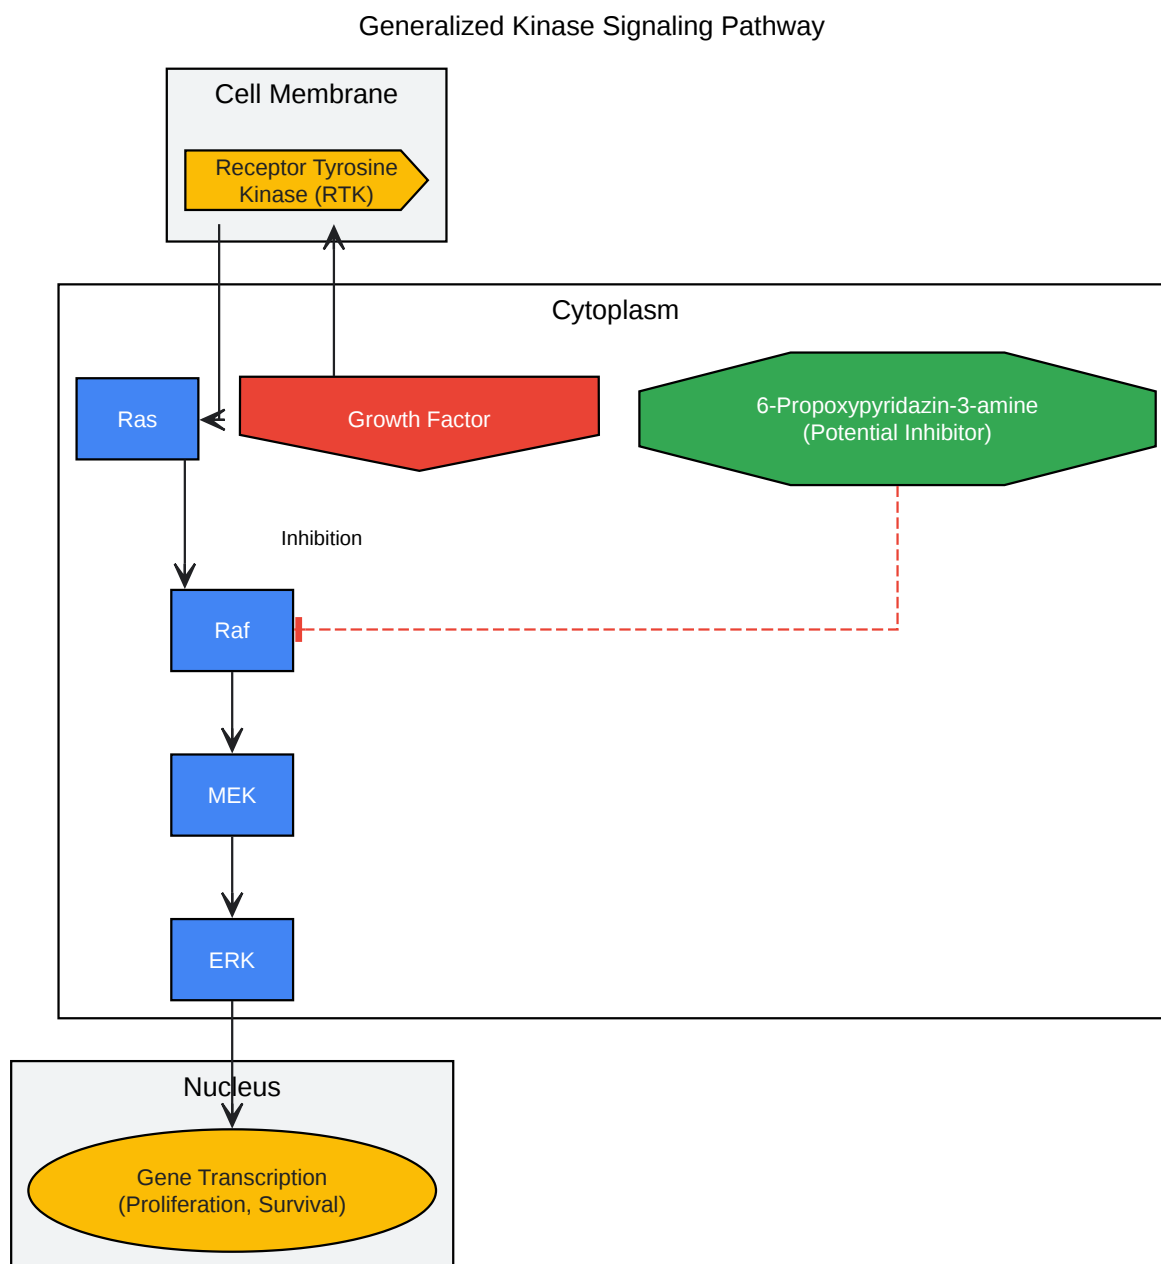 Generalized Kinase Signaling Pathway
Cell Membrane
Receptor Tyrosine
Kinase (RTK)
Cytoplasm
Ras
Growth Factor
6-Propoxypyridazin-3-amine
(Potential Inhibitor)
Inhibition
Raf
MEK
ERK
Nucleus
Gene Transcription
(Proliferation, Survival)